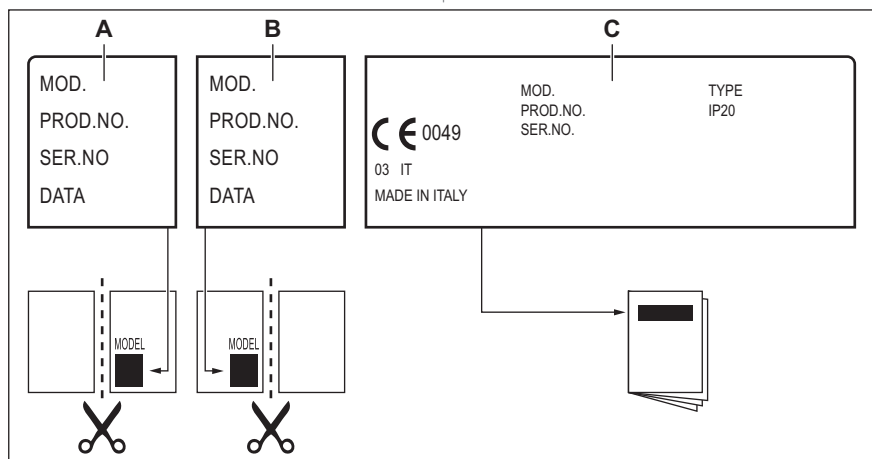 A
B
C
MOD.
PROD.NO.
SER.NO
DATA
MOD.
PROD.NO.
SER.NO
DATA
MOD.
PROD.NO.
SER.NO.
TYPE
IP20
CE 0049
03 IT
MADE IN ITALY
MODEL
MODEL